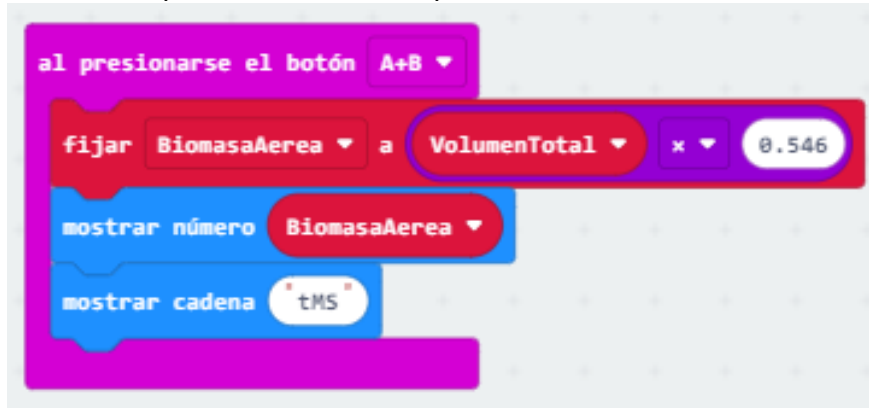 al presionarse el botón A+B
fijar BiomasaAerea a VolumenTotal × 0.546
mostrar número BiomasaAerea
mostrar cadena "tMS"